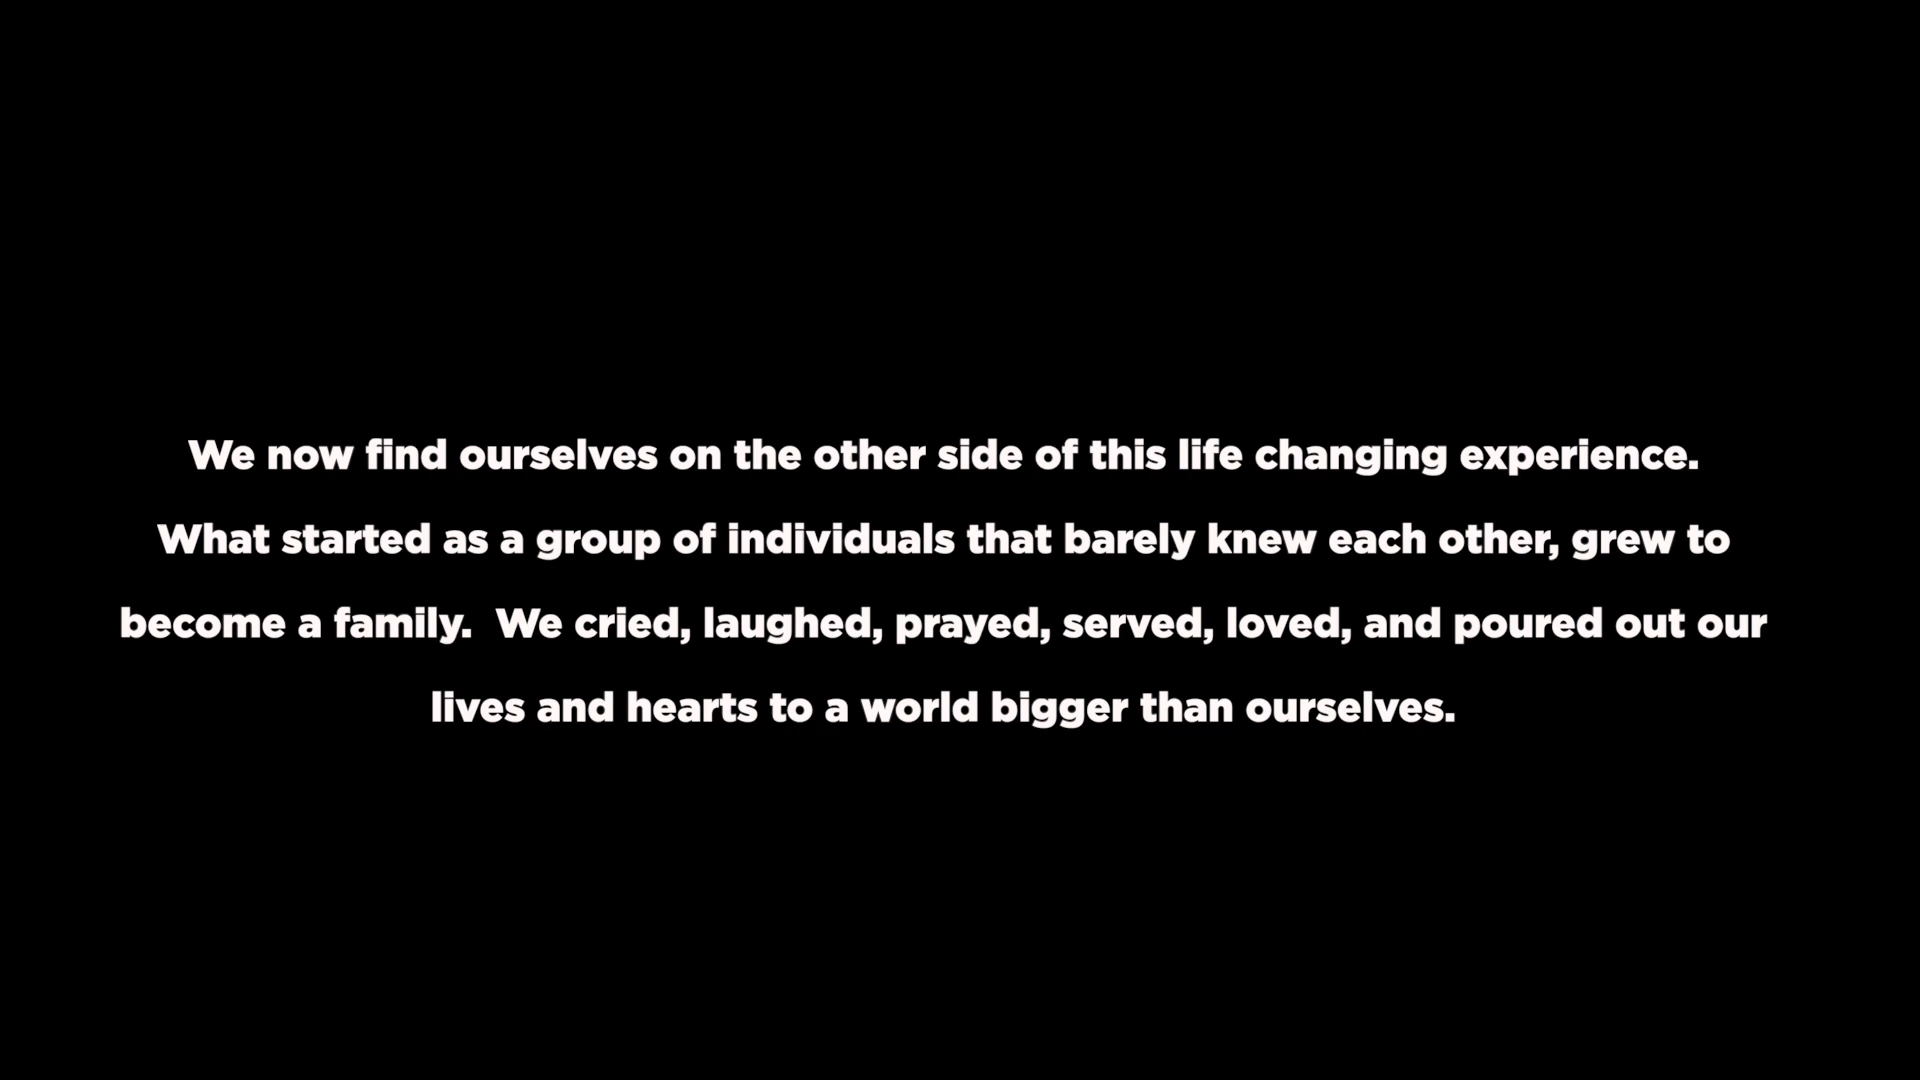 We now find ourselves on the other side of this life changing experience.
What started as a group of individuals that barely knew each other, grew to
become a family.  We cried, laughed, prayed, served, loved, and poured out our
lives and hearts to a world bigger than ourselves.